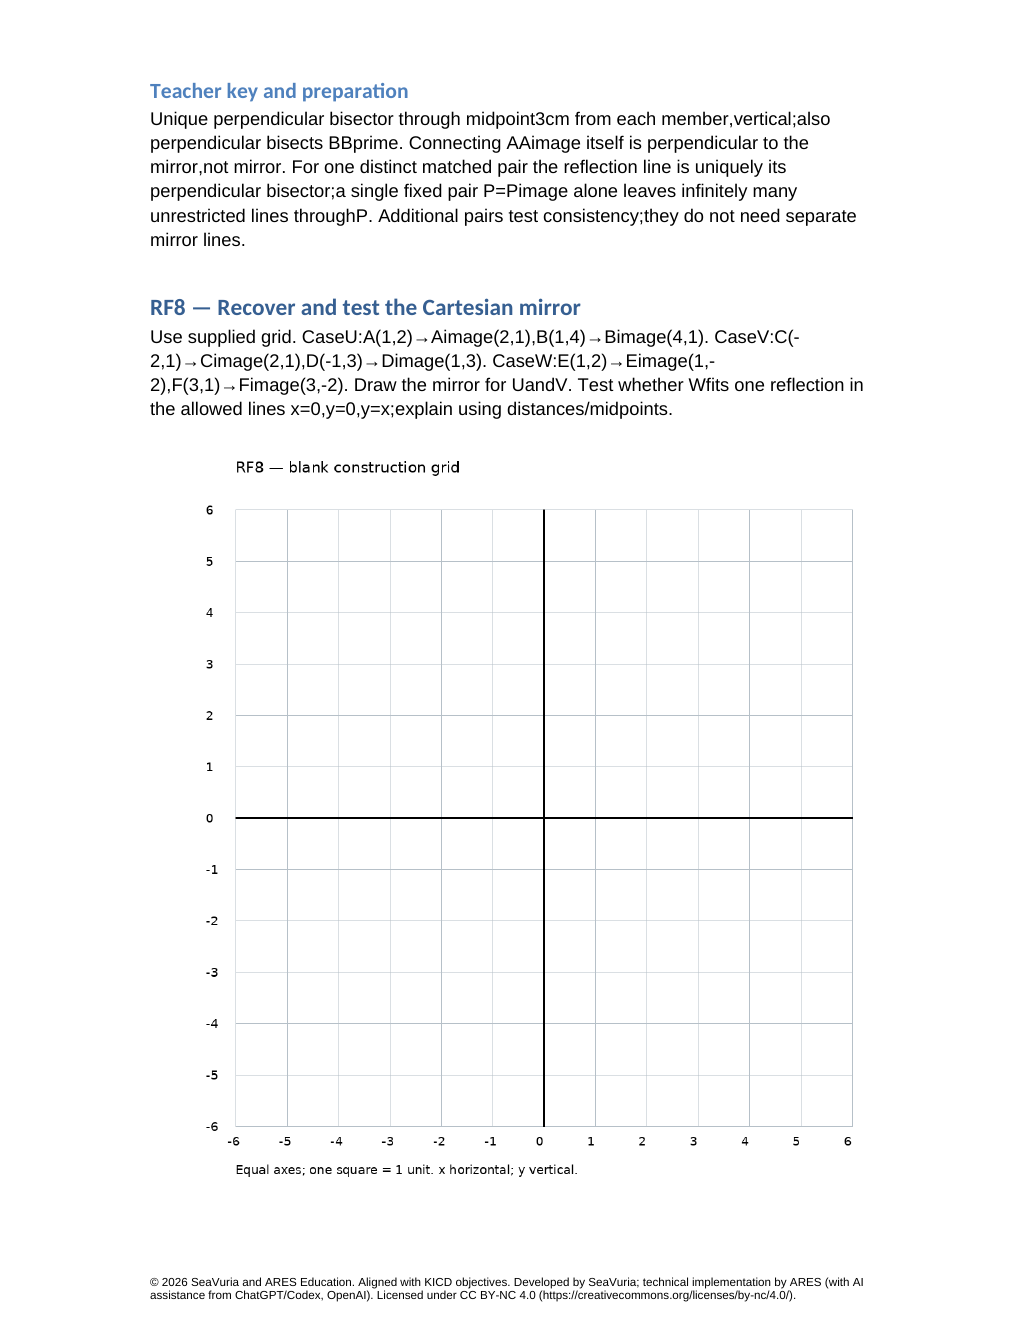 Teacher key and preparation
Unique perpendicular bisector through midpoint3cm from each member,vertical;also
perpendicular bisects BBprime. Connecting AAimage itself is perpendicular to the
mirror,not mirror. For one distinct matched pair the reflection line is uniquely its
perpendicular bisector;a single fixed pair P=Pimage alone leaves infinitely many
unrestricted lines throughP. Additional pairs test consistency;they do not need separate
mirror lines.
RF8 — Recover and test the Cartesian mirror
Use supplied grid. CaseU:A(1,2)→Aimage(2,1),B(1,4)→Bimage(4,1). CaseV:C(-
2,1)→Cimage(2,1),D(-1,3)→Dimage(1,3). CaseW:E(1,2)→Eimage(1,-
2),F(3,1)→Fimage(3,-2). Draw the mirror for UandV. Test whether Wfits one reflection in
the allowed lines x=0,y=0,y=x;explain using distances/midpoints.
RF8 — blank construction grid
6
5
4
3
2
1
0
-1
-2
-3
-4
-5
-6
-6 -5 -4 -3 -2 -1 0 1 2 3 4 5 6
Equal axes; one square = 1 unit. x horizontal; y vertical.
© 2026 SeaVuria and ARES Education. Aligned with KICD objectives. Developed by SeaVuria; technical implementation by ARES (with AI
assistance from ChatGPT/Codex, OpenAI). Licensed under CC BY-NC 4.0 (https://creativecommons.org/licenses/by-nc/4.0/).